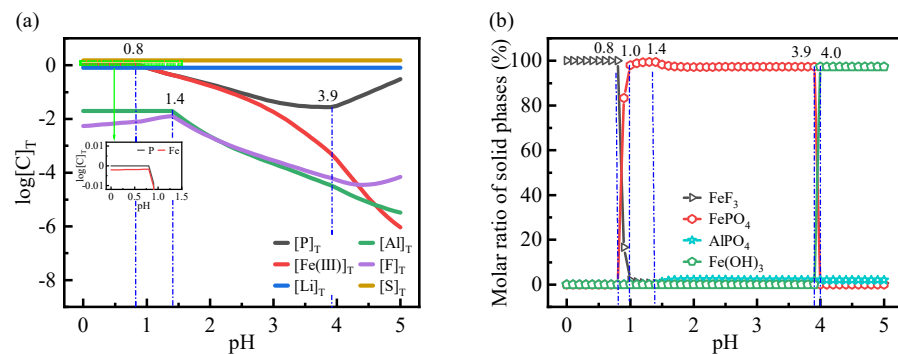 (a)
0.8
1.4
3.9
0
-2
-4
-6
-8
log[C]T
0.01
0
-0.01
log[C]T
P Fe
0.0 0.5 1.0 1.5
pH
[P]T [Al]T
[Fe(III)]T [F]T
[Li]T [S]T
0 1 2 3 4 5
pH
(b)
0.8 1.0 1.4 3.9 4.0
100
80
60
40
20
0
Molar ratio of solid phases (%)
FeF3
FePO4
AlPO4
Fe(OH)3
0 1 2 3 4 5
pH